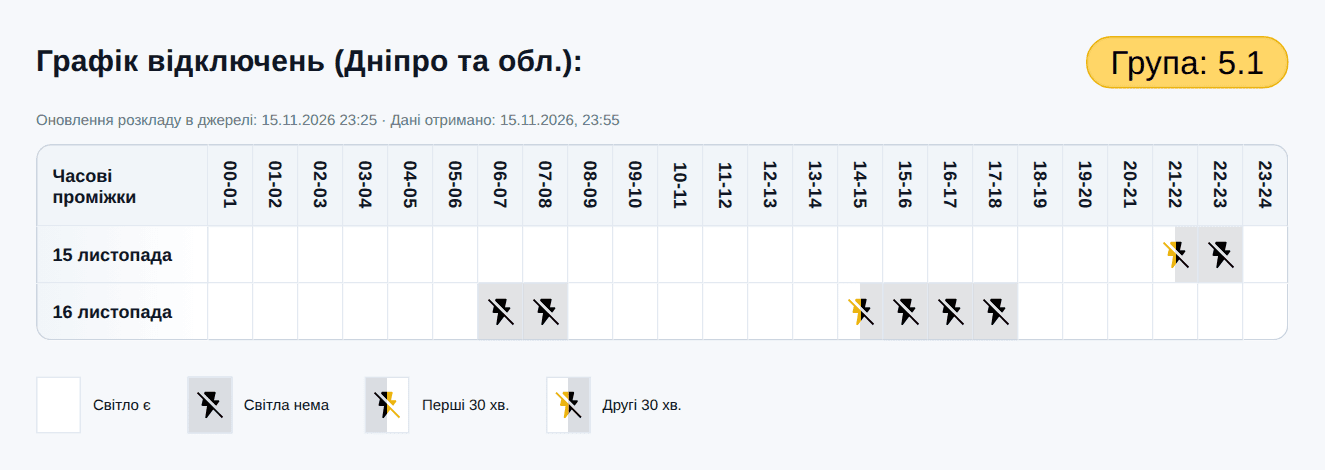 Графік відключень (Дніпро та обл.):
Група: 5.1
Оновлення розкладу в джерелі: 15.11.2026 23:25 · Дані отримано: 15.11.2026, 23:55
Часові
проміжки
00-01
01-02
02-03
03-04
04-05
05-06
06-07
07-08
08-09
09-10
10-11
11-12
12-13
13-14
14-15
15-16
16-17
17-18
18-19
19-20
20-21
21-22
22-23
23-24
15 листопада
16 листопада
Світло є
Світла нема
Перші 30 хв.
Другі 30 хв.